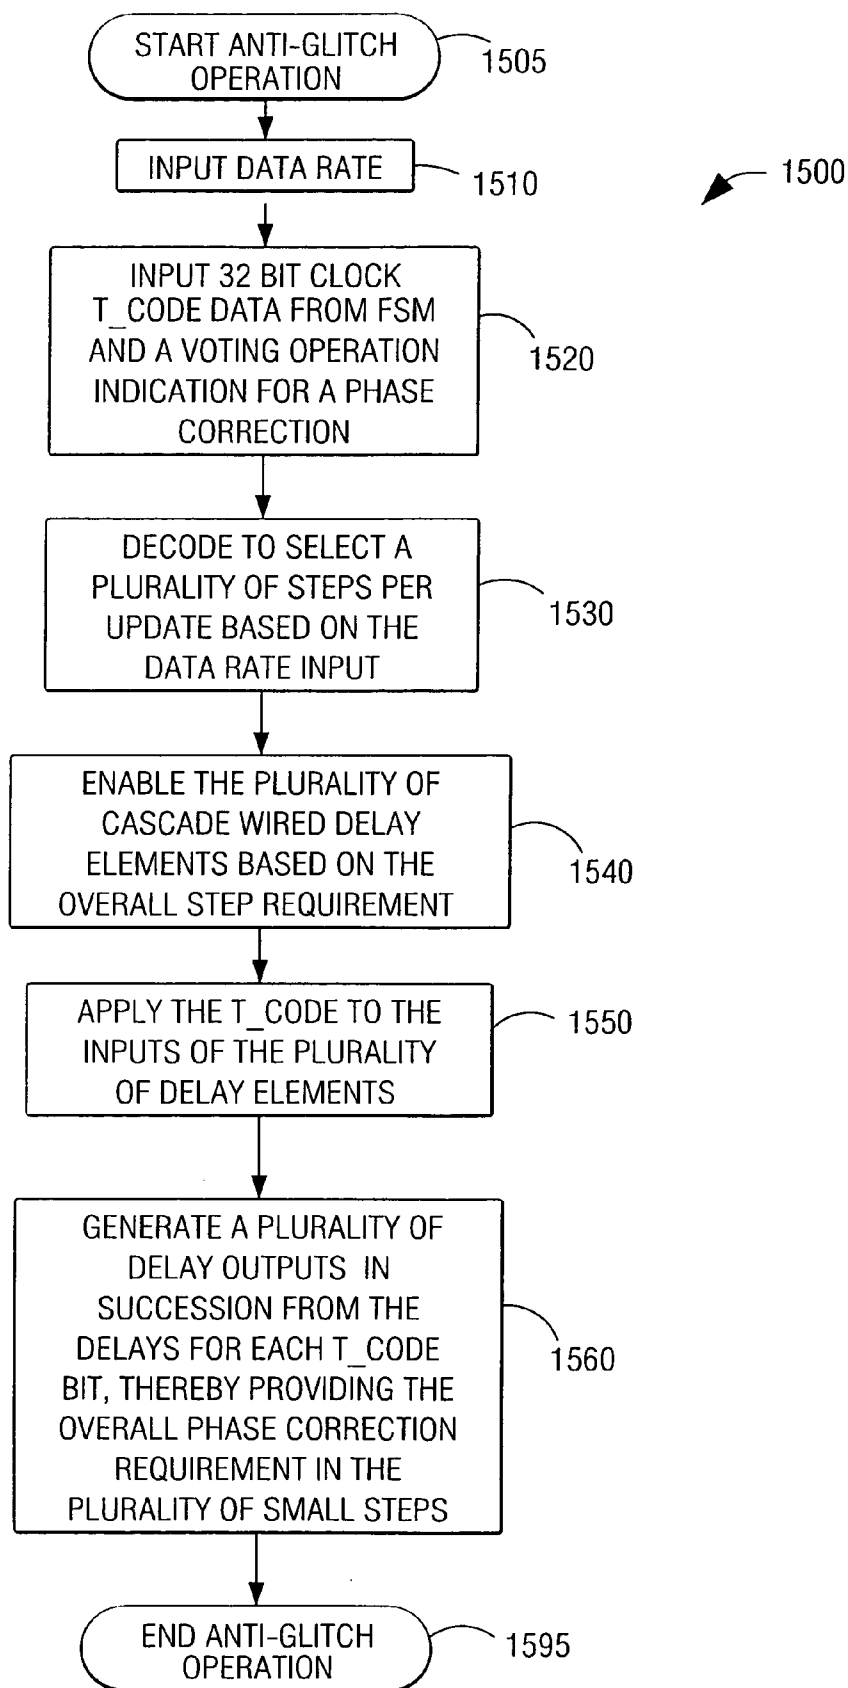 START ANTI-GLITCH
OPERATION
1505
INPUT DATA RATE
1510
1500
INPUT 32 BIT CLOCK
T_CODE DATA FROM FSM
AND A VOTING OPERATION
INDICATION FOR A PHASE
CORRECTION
1520
DECODE TO SELECT A
PLURALITY OF STEPS PER
UPDATE BASED ON THE
DATA RATE INPUT
1530
ENABLE THE PLURALITY OF
CASCADE WIRED DELAY
ELEMENTS BASED ON THE
OVERALL STEP REQUIREMENT
1540
APPLY THE T_CODE TO THE
INPUTS OF THE PLURALITY
OF DELAY ELEMENTS
1550
GENERATE A PLURALITY OF
DELAY OUTPUTS IN
SUCCESSION FROM THE
DELAYS FOR EACH T_CODE
BIT, THEREBY PROVIDING THE
OVERALL PHASE CORRECTION
REQUIREMENT IN THE
PLURALITY OF SMALL STEPS
1560
END ANTI-GLITCH
OPERATION
1595